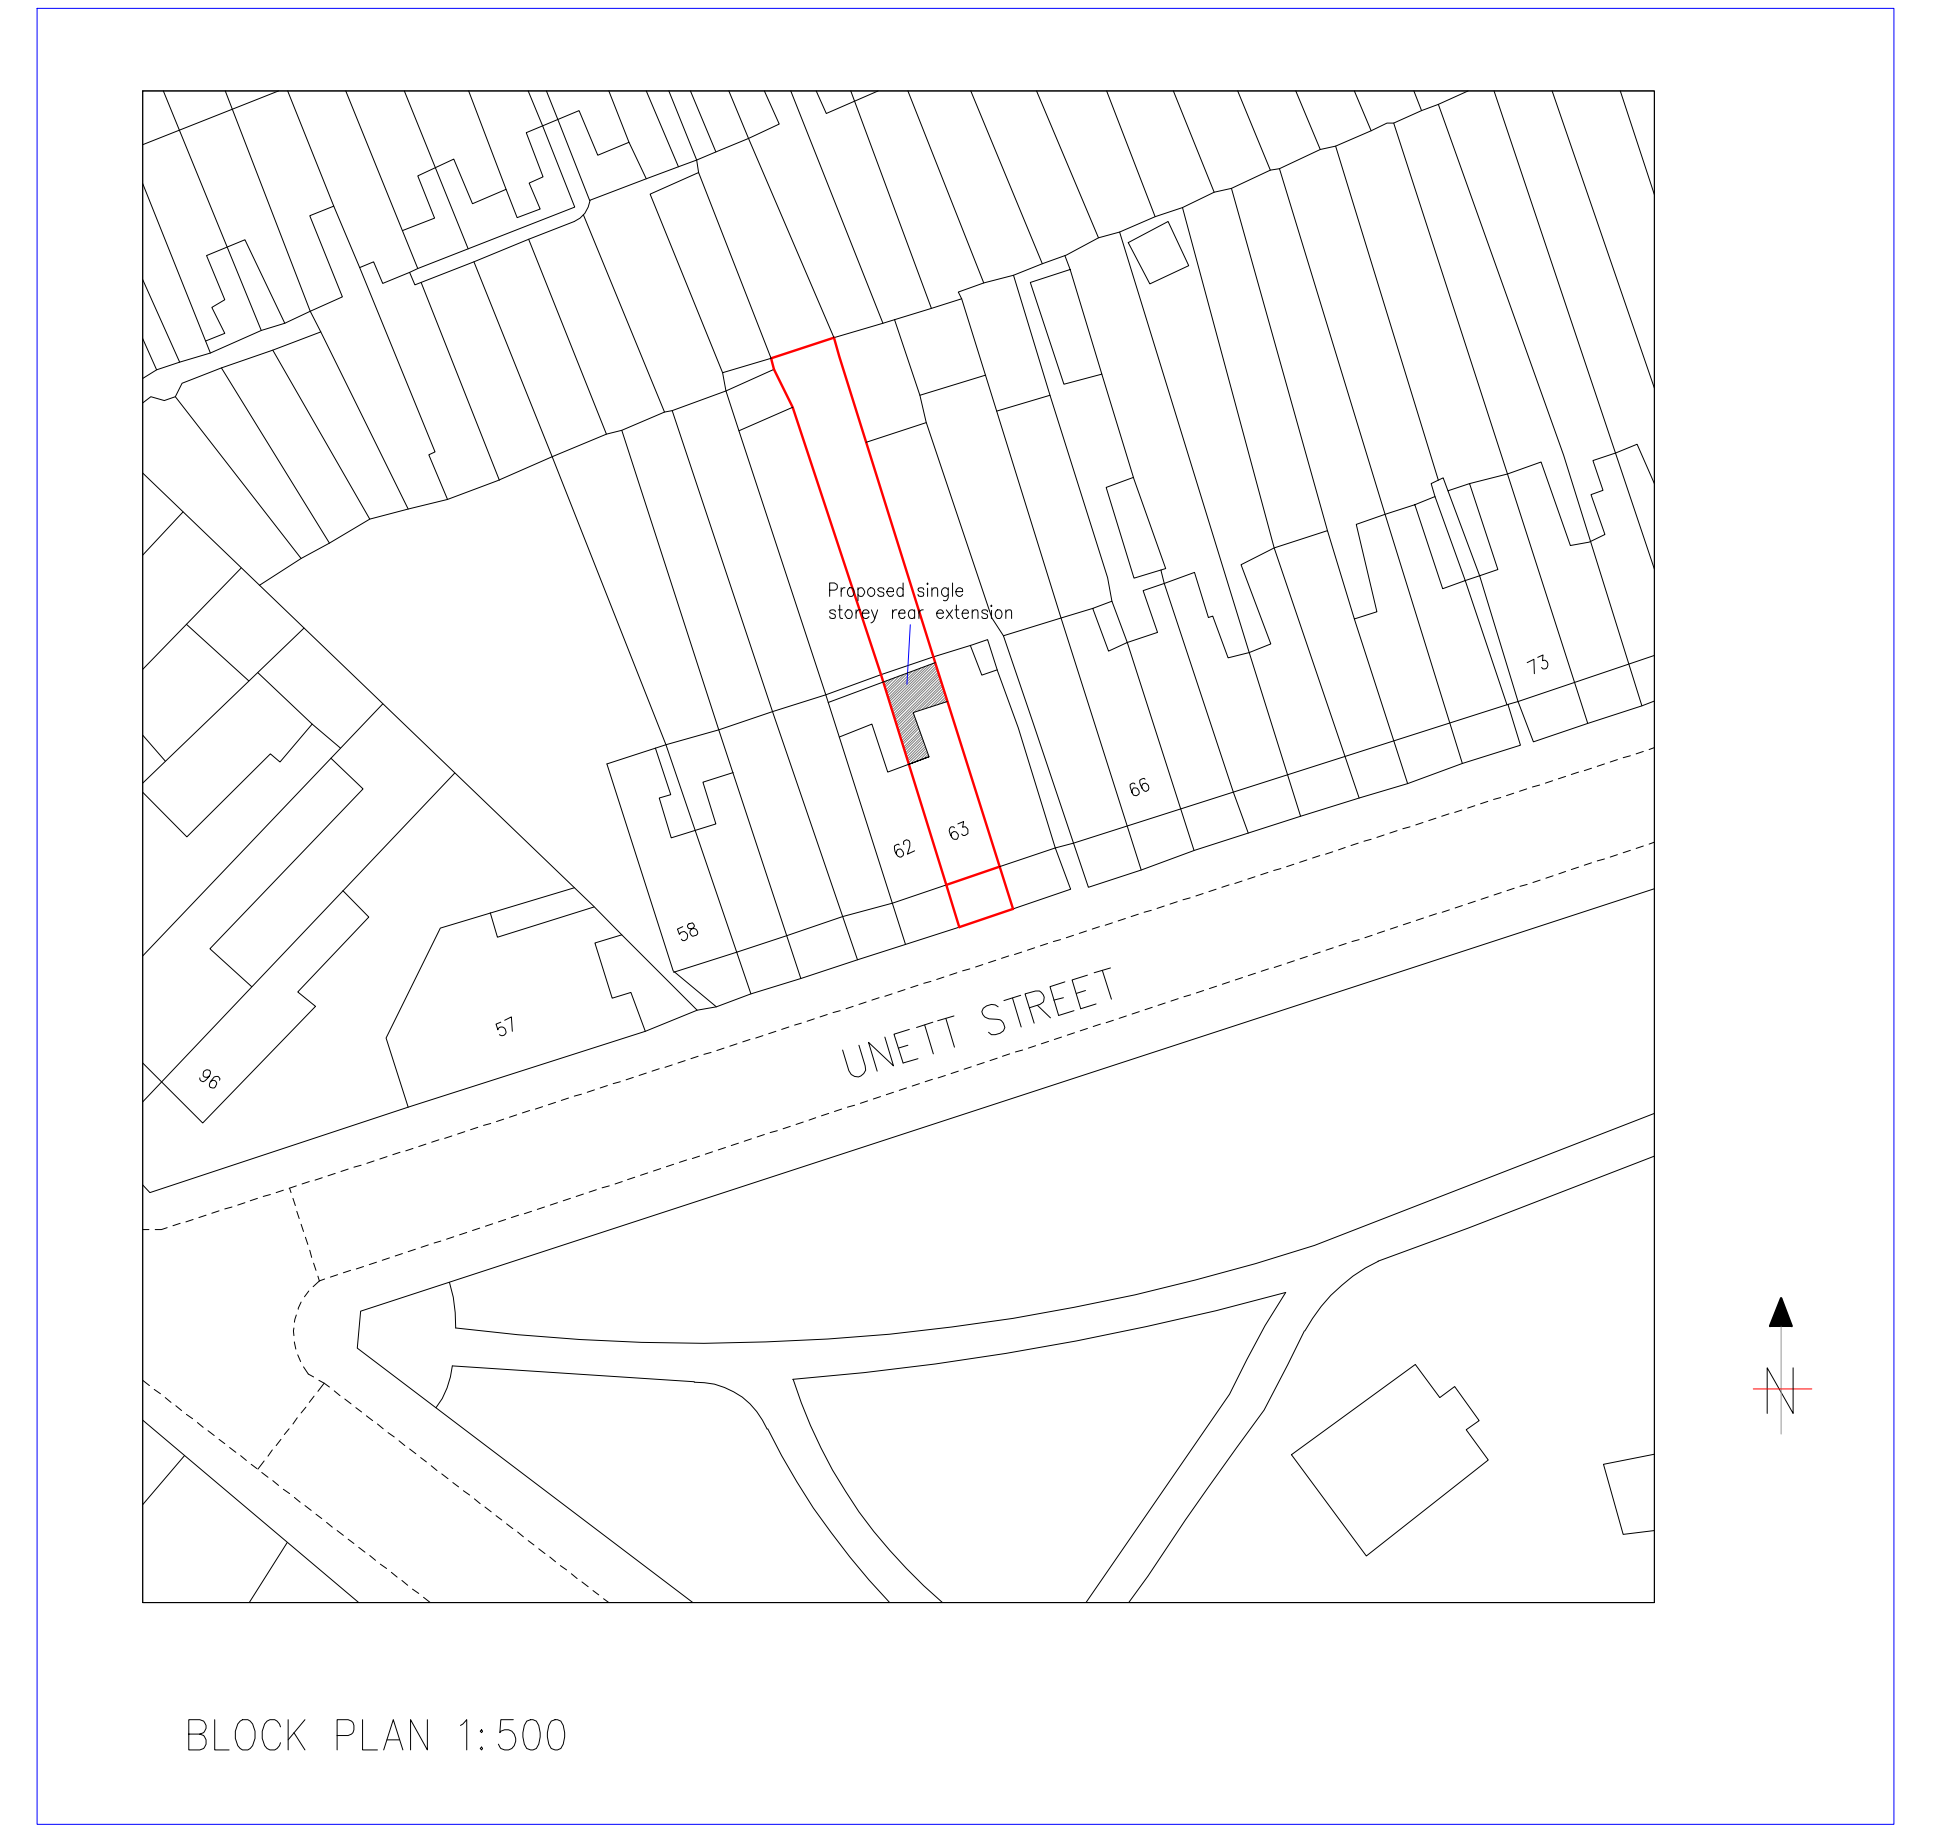 Proposed single
storey rear extension
73
66
63
62
58
57
96
UNETT STREET
N
BLOCK PLAN 1:500